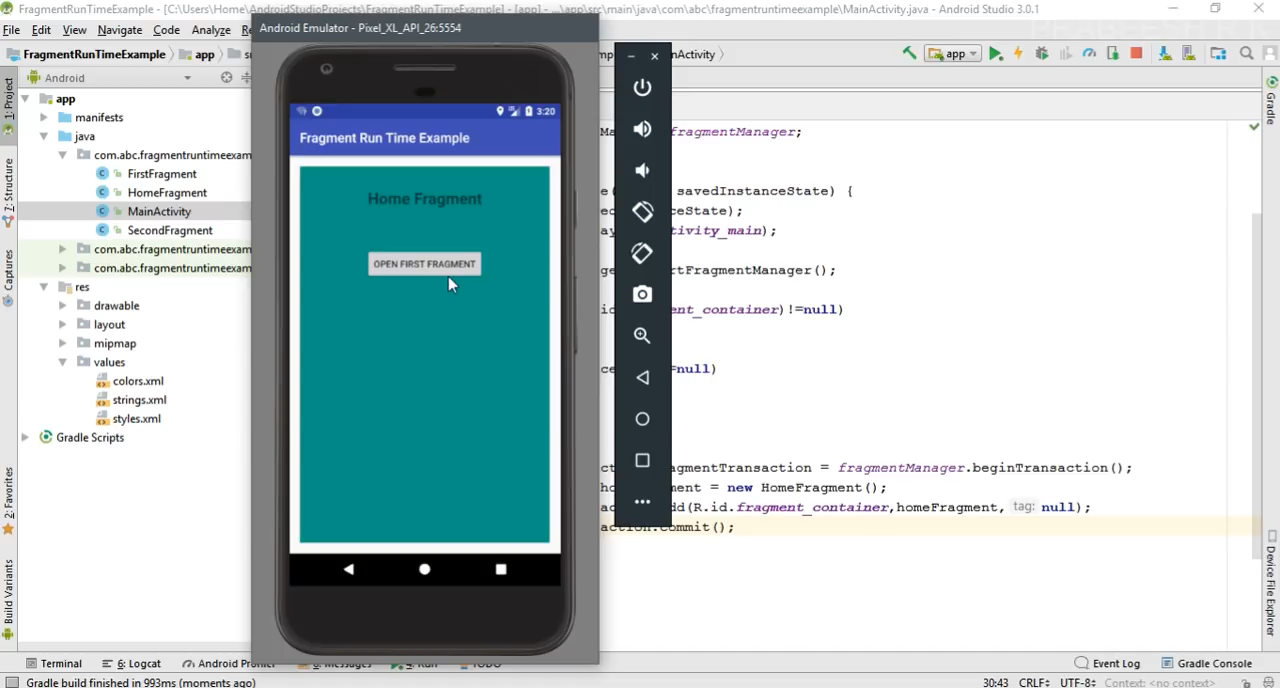 FragmentRunTimeExample - [C:\Users\Home\AndroidStudioProjects\FragmentRunTimeExample] - [app] - ...\app\src\main\java\com\abc\fragmentruntimeexample\MainActivity.java - Android Studio 3.0.1
File Edit View Navigate Code Analyze
Android Emulator - Pixel_XL_API_26:5554
FragmentRunTimeExample app
MainActivity
app
Android
1: Project
7: Structure
Captures
2: Favorites
Build Variants
app
manifests
java
com.abc.fragmentruntimeexam
FirstFragment
HomeFragment
MainActivity
SecondFragment
com.abc.fragmentruntimeexam
com.abc.fragmentruntimeexam
res
drawable
layout
mipmap
values
colors.xml
strings.xml
styles.xml
Gradle Scripts
3:20
Fragment Run Time Example
Home Fragment
OPEN FIRST FRAGMENT
fragmentManager;
savedInstanceState) {
ceState);
tivity_main);
rtFragmentManager();
nt_container)!=null)
null)
agmentTransaction = fragmentManager.beginTransaction();
ment = new HomeFragment();
dd(R.id.fragment_container,homeFragment, tag: null);
action.commit();
Gradle
Device File Explorer
Terminal 6: Logcat Android Profiler TODO
Event Log Gradle Console
Gradle build finished in 993ms (moments ago)
30:43 CRLF UTF-8 Context: <no context>